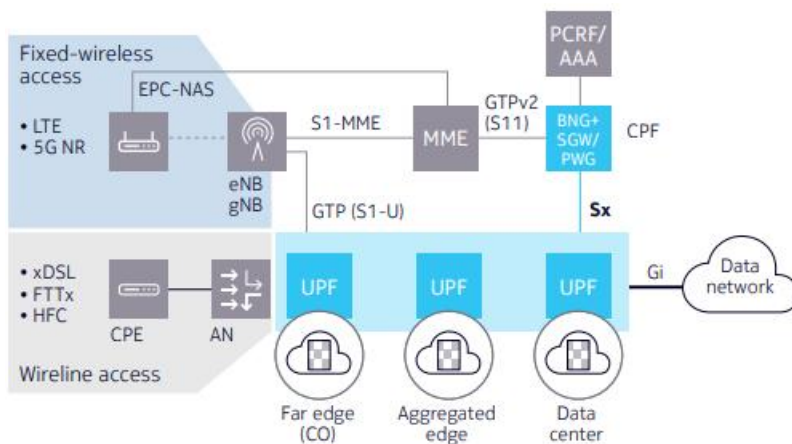 Fixed-wireless
access
• LTE
• 5G NR
EPC-NAS
eNB
gNB
S1-MME
MME
GTPv2
(S11)
PCRF/
AAA
BNG+
SGW/
PWG
CPF
GTP (S1-U)
Sx
• xDSL
• FTTx
• HFC
CPE
AN
Wireline access
UPF
UPF
UPF
Gi
Data
network
Far edge
(CO)
Aggregated
edge
Data
center